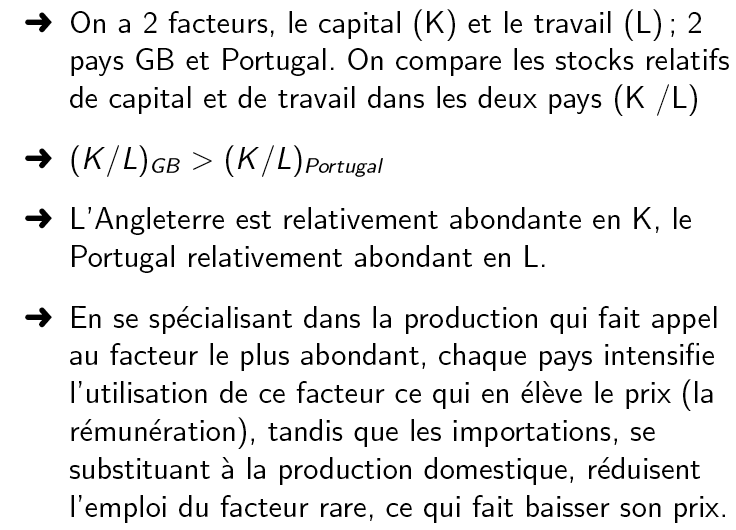 ➜ On a 2 facteurs, le capital (K) et le travail (L) ; 2
pays GB et Portugal. On compare les stocks relatifs
de capital et de travail dans les deux pays (K /L)
➜ (K/L)GB > (K/L)Portugal
➜ L'Angleterre est relativement abondante en K, le
Portugal relativement abondant en L.
➜ En se spécialisant dans la production qui fait appel
au facteur le plus abondant, chaque pays intensifie
l'utilisation de ce facteur ce qui en élève le prix (la
rémunération), tandis que les importations, se
substituant à la production domestique, réduisent
l'emploi du facteur rare, ce qui fait baisser son prix.